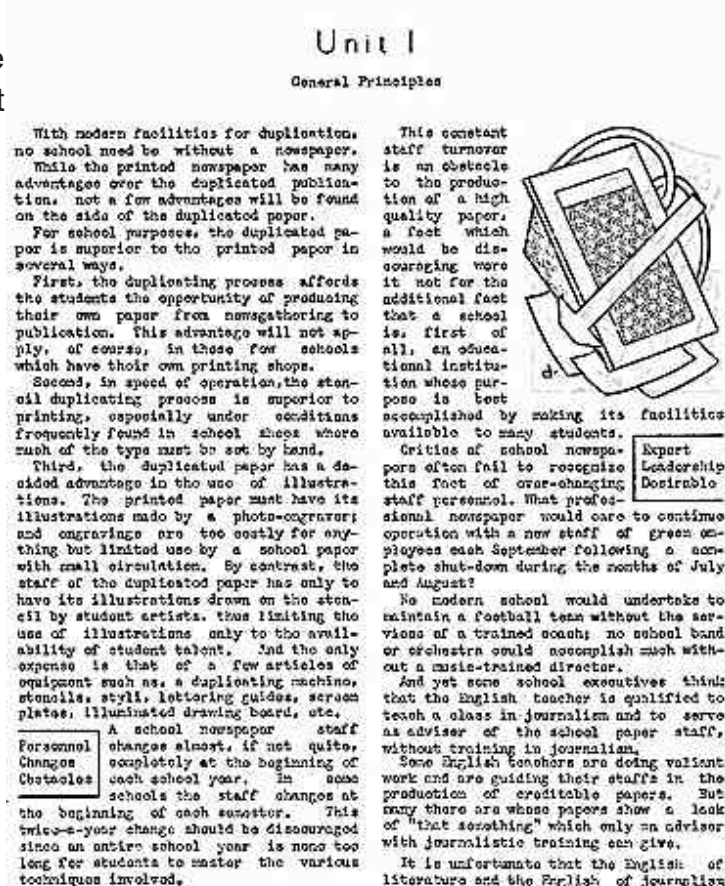 e
t
Unit I
General Principles
With modern facilities for duplication,
no school need be without a newspaper.
While the printed newspaper has many
advantages over the duplicated publica-
tion, not a few advantages will be found
on the side of the duplicated paper.
For school purposes, the duplicated pa-
per is superior to the printed paper in
several ways.
First, the duplicating process affords
the students the opportunity of producing
their own paper from newsgathering to
publication. This advantage will not ap-
ply, of course, in those few schools
which have their own printing shops.
Second, in speed of operation,the sten-
cil duplicating process is superior to
printing, especially under conditions
frequently found in school shops where
much of the type must be set by hand.
Third, the duplicated paper has a de-
cided advantage in the use of illustra-
tions. The printed paper must have its
illustrations made by a photo-engraver;
and engravings are too costly for any-
thing but limited use by a school paper
with small circulation. By contrast, the
staff of the duplicated paper has only to
have its illustrations drawn on the sten-
cil by student artists, thus limiting the
use of illustrations only to the avail-
ability of student talent. And the only
expense is that of a few articles of
equipment such as, a duplicating machine,
stencils, styli, lettering guides, screen
plates, illuminated drawing board, etc.
Personnel
Changes
Obstacles
A school newspaper staff
changes almost, if not quite,
completely at the beginning of
each school year. In some
schools the staff changes at
the beginning of each semester. This
twice-a-year change should be discouraged
since an entire school year is none too
long for students to master the various
techniques involved.
This constant
staff turnover
is an obstacle
to the produc-
tion of a high
quality paper,
a fact which
would be dis-
couraging were
it not for the
additional fact
that a school
is, first of
all, an educa-
tional institu-
tion whose pur-
pose is best
accomplished by making its facilities
available to many students.
Critics of school newspa-
pers often fail to recognize
this fact of ever-changing
staff personnel. What profes-
Expert
Leadership
Desirable
sional newspaper would care to continue
operation with a new staff of green em-
ployees each September following a com-
plete shut-down during the months of July
and August?
No modern school would undertake to
maintain a football team without the ser-
vices of a trained coach; no school band
or orchestra could accomplish much with-
out a music-trained director.
And yet some school executives think
that the English teacher is qualified to
teach a class in journalism and to serve
as adviser of the school paper staff,
without training in journalism.
Some English teachers are doing valiant
work and are guiding their staffs in the
production of creditable papers. But
many there are whose papers show a lack
of "that something" which only an advisor
with journalistic training can give.
It is unfortunate that the English of
literature and the English of journalism